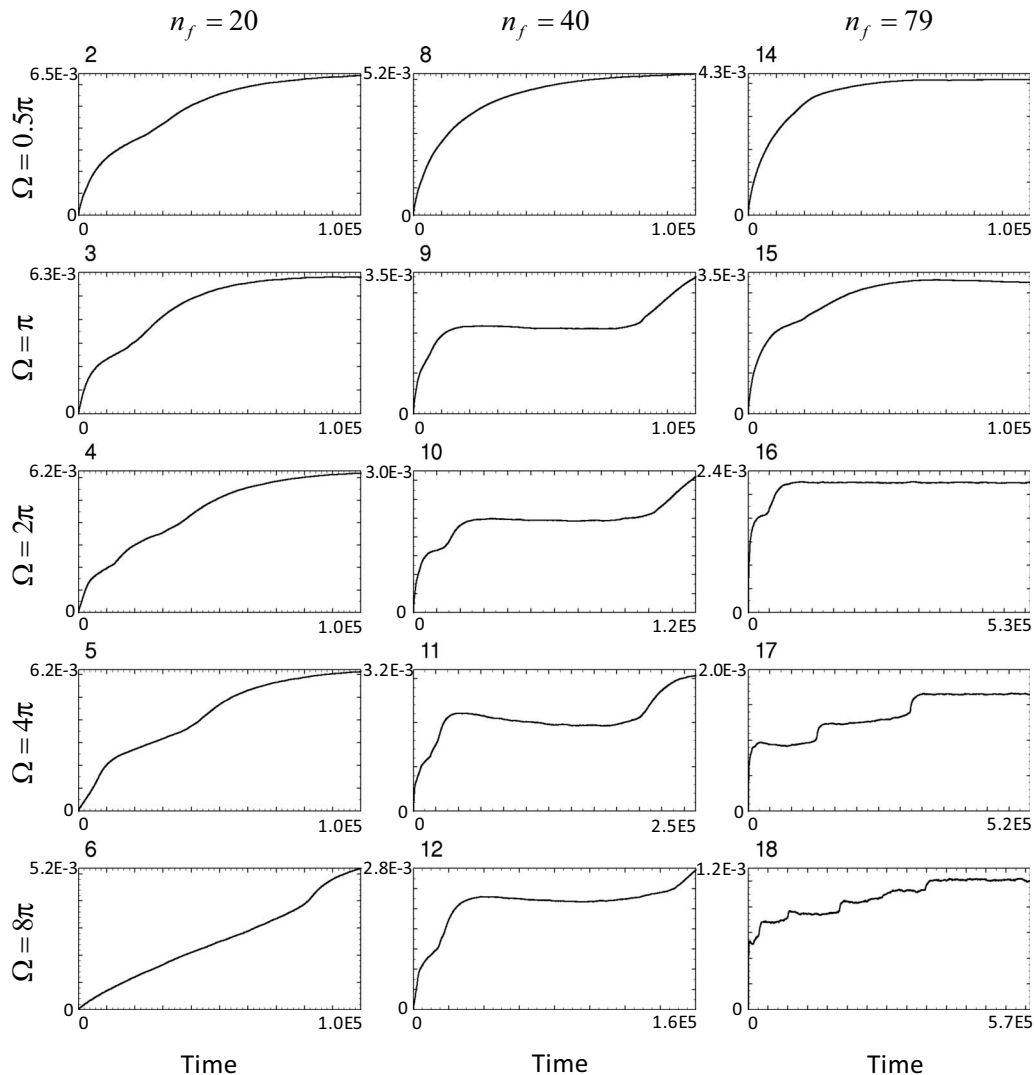 n_f = 20 n_f = 40 n_f = 79
Ω = 0.5π
2
6.5E-3
0
0
1.0E5
8
5.2E-3
0
0
1.0E5
14
4.3E-3
0
0
1.0E5
Ω = π
3
6.3E-3
0
0
1.0E5
9
3.5E-3
0
0
1.0E5
15
3.5E-3
0
0
1.0E5
Ω = 2π
4
6.2E-3
0
0
1.0E5
10
3.0E-3
0
0
1.2E5
16
2.4E-3
0
0
5.3E5
Ω = 4π
5
6.2E-3
0
0
1.0E5
11
3.2E-3
0
0
2.5E5
17
2.0E-3
0
0
5.2E5
Ω = 8π
6
5.2E-3
0
0
1.0E5
12
2.8E-3
0
0
1.6E5
18
1.2E-3
0
0
5.7E5
Time Time Time